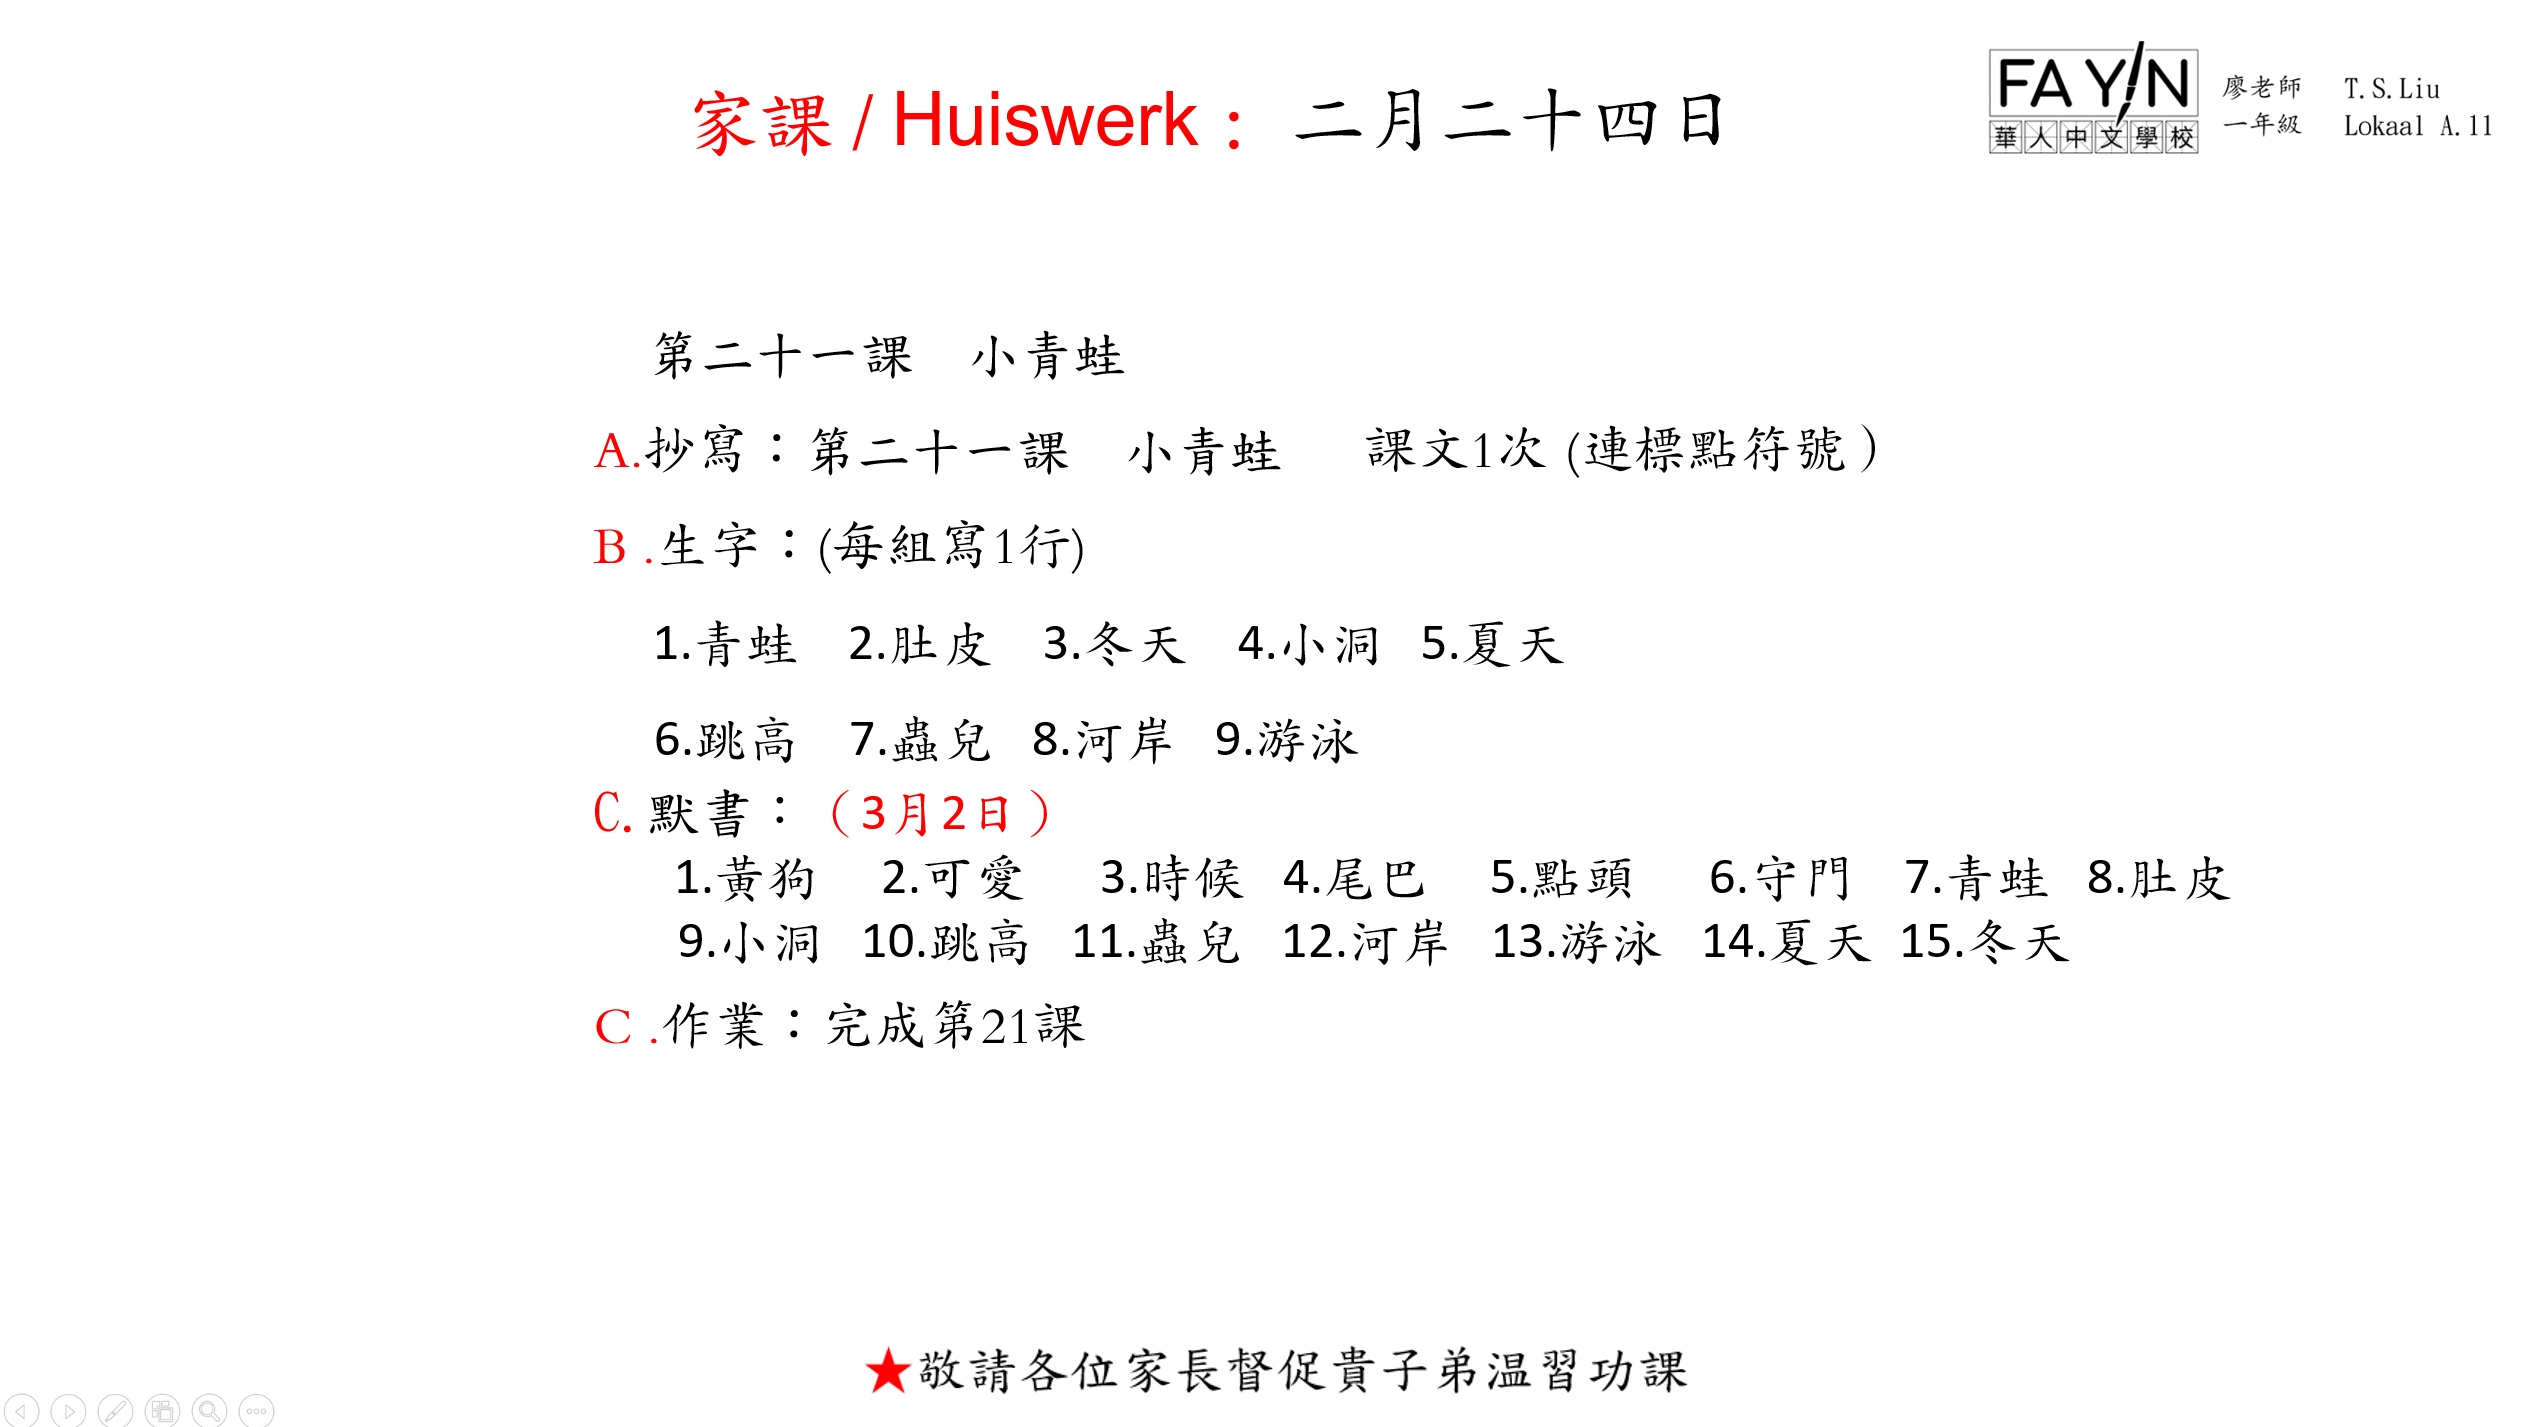 家課 / Huiswerk： 二月二十四日
FA YIN
華人中文學校
廖老師 T.S.Liu
一年級 Lokaal A.11
第二十一課 小青蛙
A.抄寫：第二十一課 小青蛙 課文1次 (連標點符號）
B .生字：(每組寫1行)
1.青蛙 2.肚皮 3.冬天 4.小洞 5.夏天
6.跳高 7.蟲兒 8.河岸 9.游泳
C. 默書：（3月2日）
1.黃狗 2.可愛 3.時候 4.尾巴 5.點頭 6.守門 7.青蛙 8.肚皮
9.小洞 10.跳高 11.蟲兒 12.河岸 13.游泳 14.夏天 15.冬天
C .作業：完成第21課
★敬請各位家長督促貴子弟温習功課